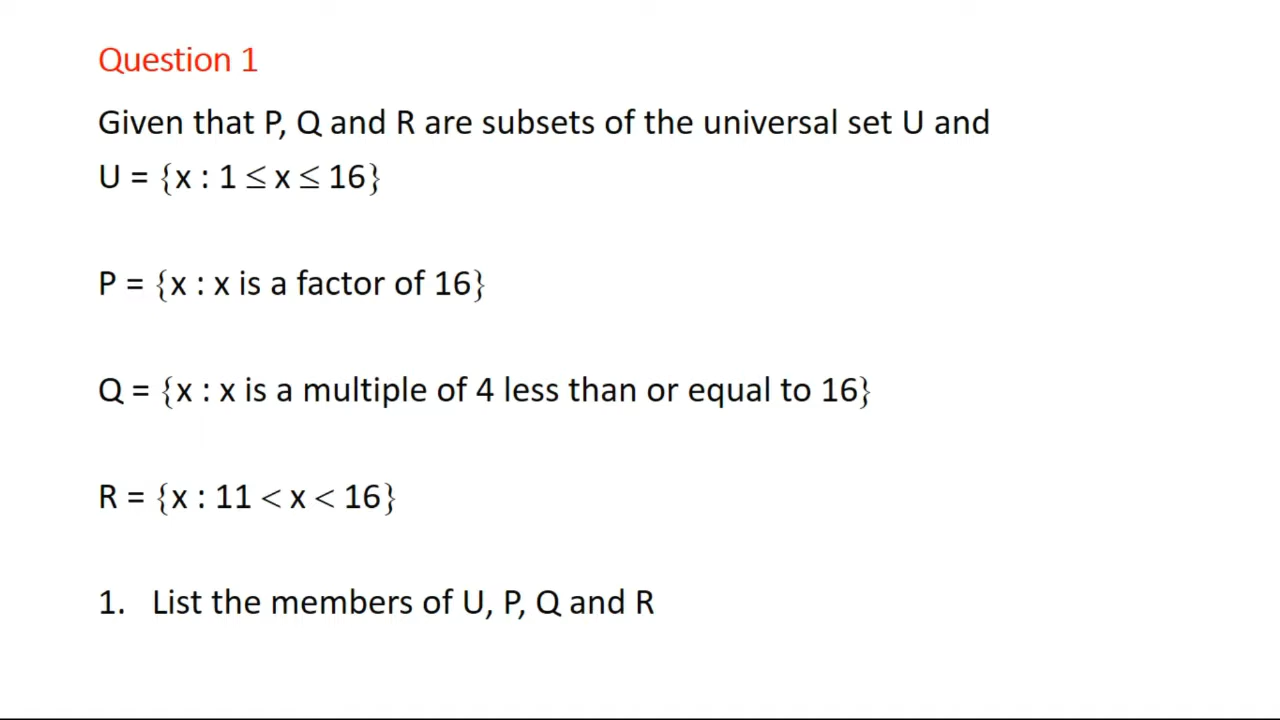 Question 1
Given that P, Q and R are subsets of the universal set U and
U = {x : 1 ≤ x ≤ 16}
P = {x : x is a factor of 16}
Q = {x : x is a multiple of 4 less than or equal to 16}
R = {x : 11 < x < 16}
1. List the members of U, P, Q and R